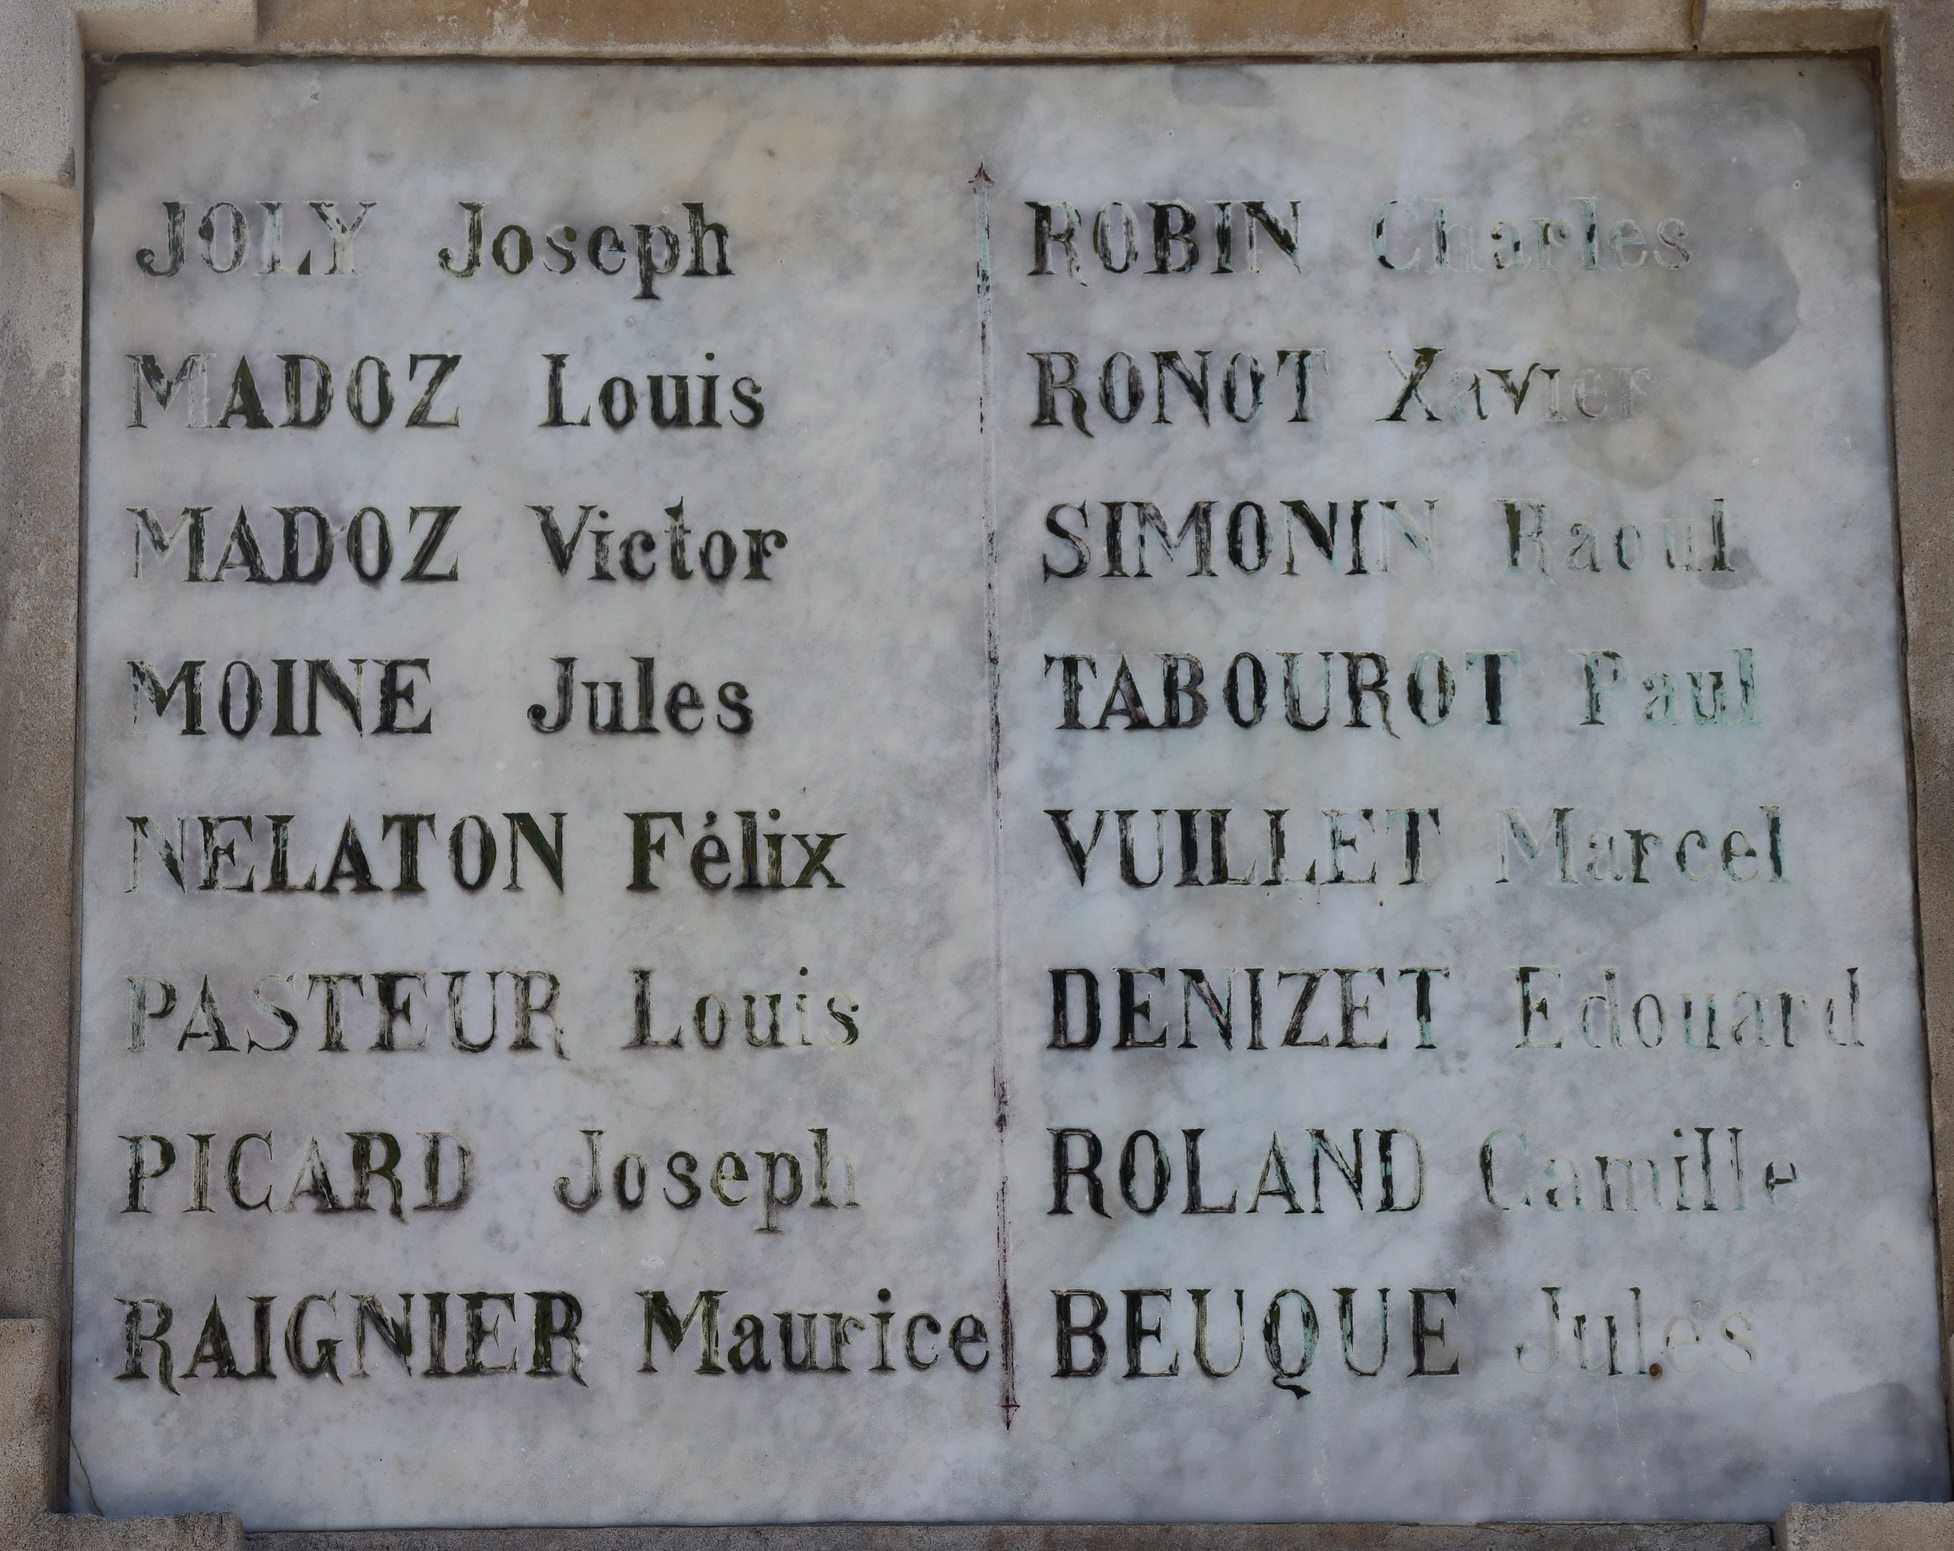 JOLY Joseph
MADOZ Louis
MADOZ Victor
MOINE Jules
NELATON Félix
PASTEUR Louis
PICARD Joseph
RAIGNIER Maurice
ROBIN Charles
RONOT Xavier
SIMONIN Raoul
TABOUROT Paul
VUILLET Marcel
DENIZET Edouard
ROLAND Camille
BEUQUE Jules